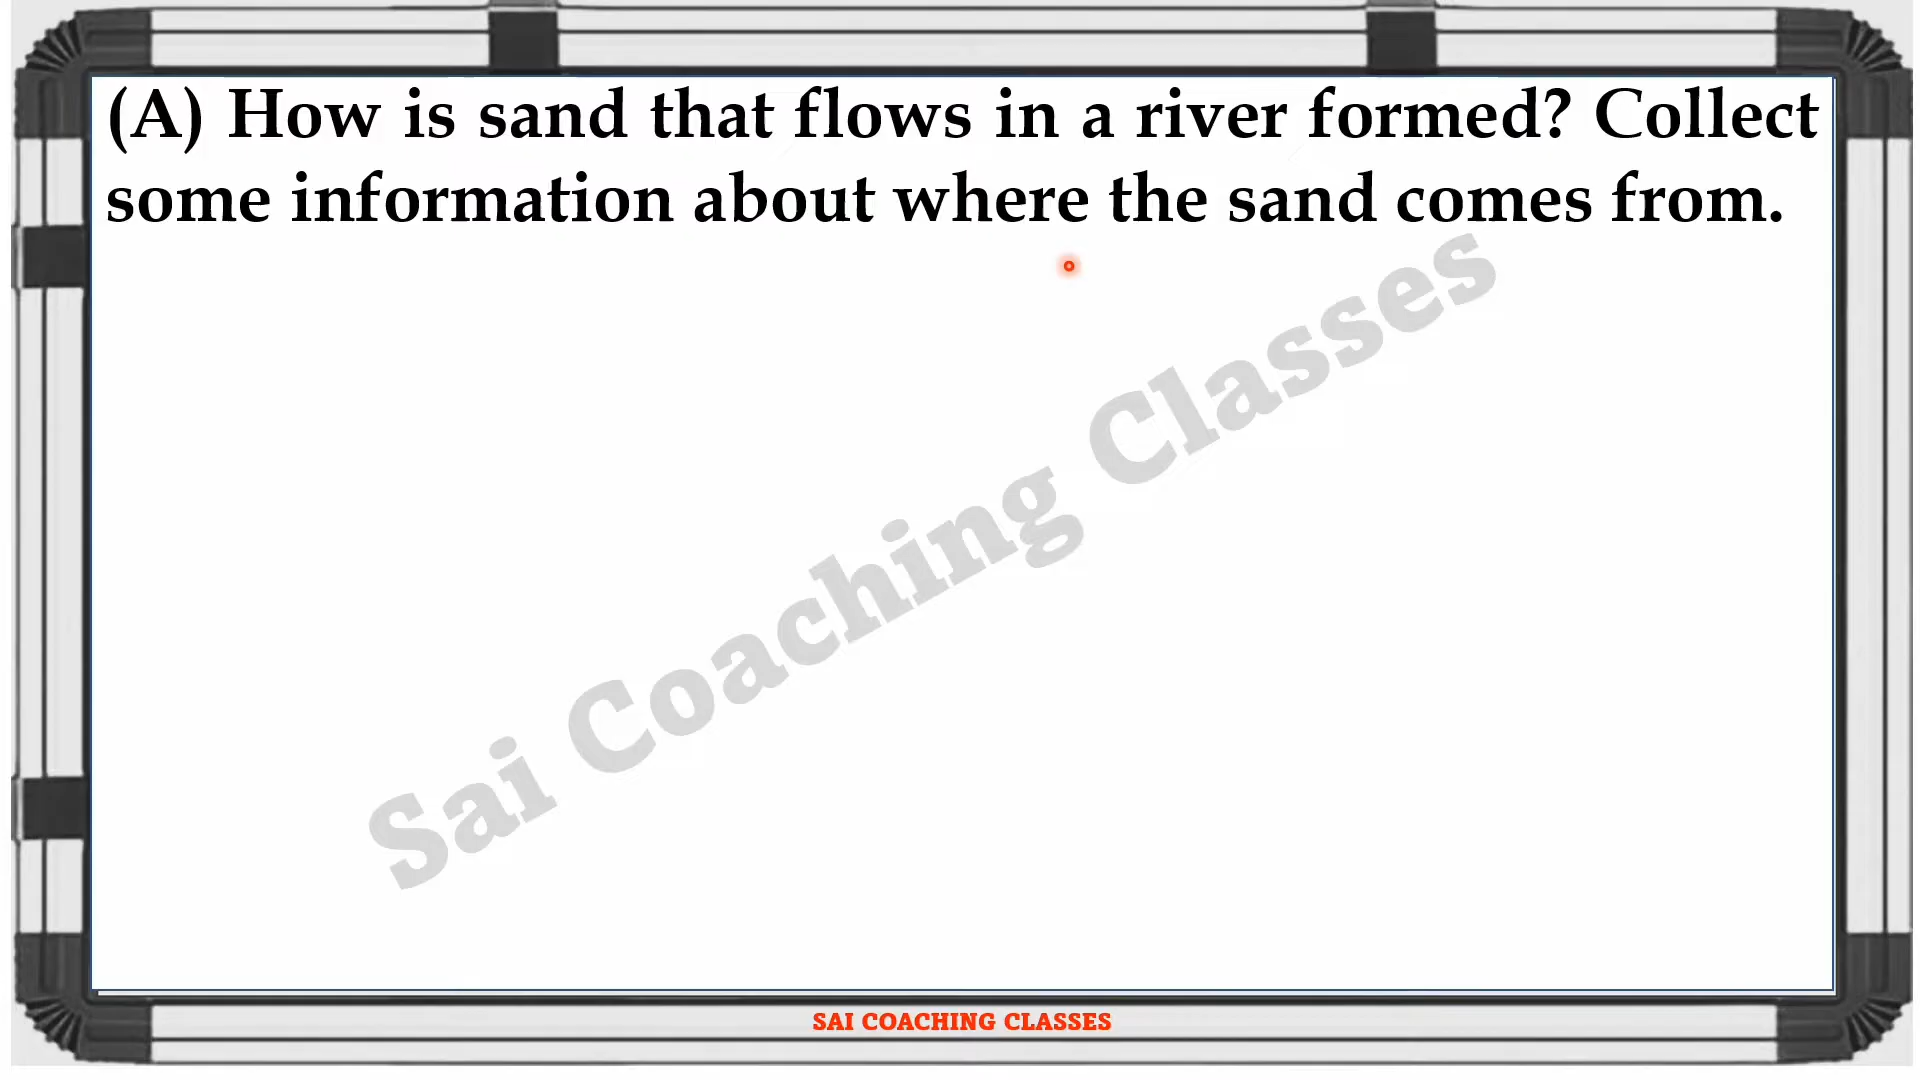 (A) How is sand that flows in a river formed? Collect
some information about where the sand comes from.
Sai Coaching Classes
SAI COACHING CLASSES